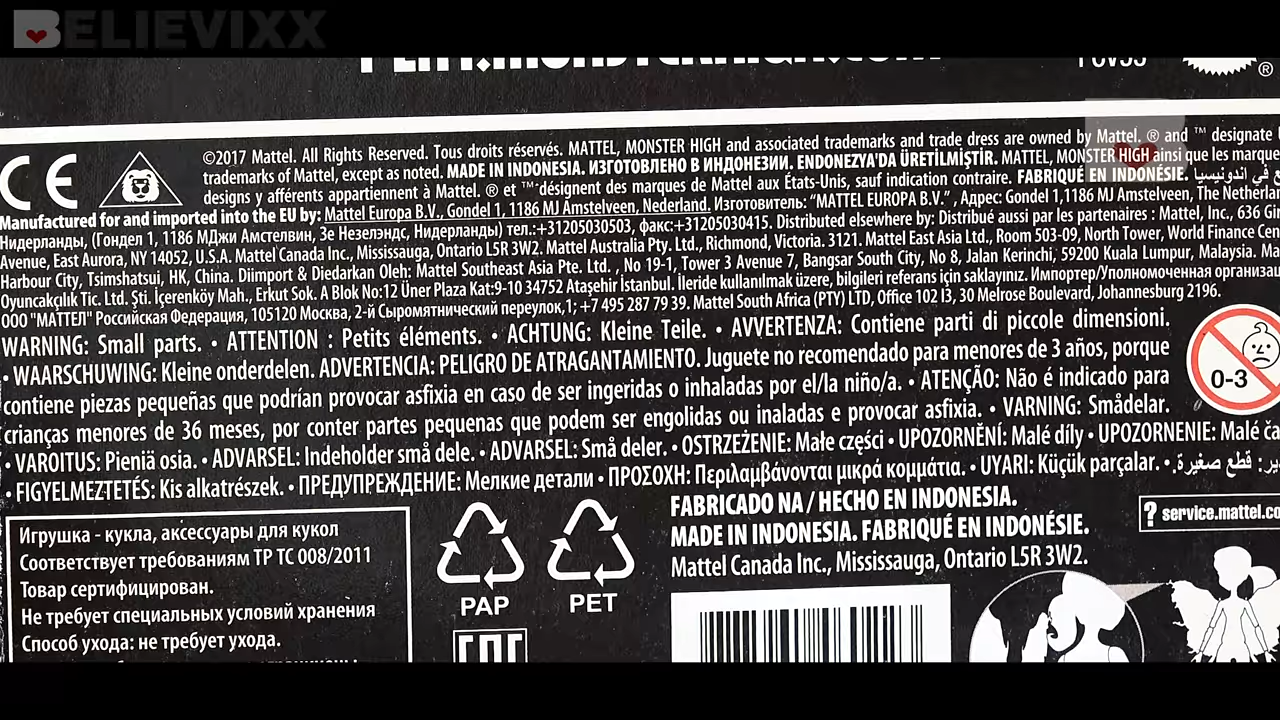 BELIEVIXX
©2017 Mattel. All Rights Reserved. Tous droits réservés. MATTEL, MONSTER HIGH and associated trademarks and trade dress are owned by Mattel. ® and ™ designate
trademarks of Mattel, except as noted. MADE IN INDONESIA. ИЗГОТОВЛЕНО В ИНДОНЕЗИИ. ENDONEZYA'DA ÜRETİLMİŞTİR. MATTEL, MONSTER HIGH ainsi que les marque
designs y afférents appartiennent à Mattel. ® et ™ désignent des marques de Mattel aux États-Unis, sauf indication contraire. FABRIQUÉ EN INDONÉSIE. في اندونيسيا
Manufactured for and imported into the EU by: Mattel Europa B.V., Gondel 1, 1186 MJ Amstelveen, Nederland. Изготовитель: "MATTEL EUROPA B.V." , Адрес: Gondel 1,1186 MJ Amstelveen, The Netherlan
Нидерланды, (Гондел 1, 1186 МДжи Амстелвин, Зе Незелэндс, Нидерланды) тел.:+31205030503, факс:+31205030415. Distributed elsewhere by: Distribué aussi par les partenaires : Mattel, Inc., 636 Gi
Avenue, East Aurora, NY 14052, U.S.A. Mattel Canada Inc., Mississauga, Ontario L5R 3W2. Mattel Australia Pty. Ltd., Richmond, Victoria. 3121. Mattel East Asia Ltd., Room 503-09, North Tower, World Finance Cen
Harbour City, Tsimshatsui, HK, China. Diimport & Diedarkan Oleh: Mattel Southeast Asia Pte. Ltd. , No 19-1, Tower 3 Avenue 7, Bangsar South City, No 8, Jalan Kerinchi, 59200 Kuala Lumpur, Malaysia. Ma
Oyuncakçılık Tic. Ltd. Şti. İçerenköy Mah., Erkut Sok. A Blok No:12 Üner Plaza Kat:9-10 34752 Ataşehir İstanbul. İleride kullanılmak üzere, bilgileri referans için saklayınız. Импортер/Уполномоченная организац
ООО "МАТТЕЛ" Российская Федерация, 105120 Москва, 2-й Сыромятнический переулок,1; +7 495 287 79 39. Mattel South Africa (PTY) LTD, Office 102 I3, 30 Melrose Boulevard, Johannesburg 2196.
WARNING: Small parts. • ATTENTION : Petits éléments. • ACHTUNG: Kleine Teile. • AVVERTENZA: Contiene parti di piccole dimensioni.
• WAARSCHUWING: Kleine onderdelen. ADVERTENCIA: PELIGRO DE ATRAGANTAMIENTO. Juguete no recomendado para menores de 3 años, porque
contiene piezas pequeñas que podrían provocar asfixia en caso de ser ingeridas o inhaladas por el/la niño/a. • ATENÇÃO: Não é indicado para
crianças menores de 36 meses, por conter partes pequenas que podem ser engolidas ou inaladas e provocar asfixia. • VARNING: Smådelar.
• VAROITUS: Pieniä osia. • ADVARSEL: Indeholder små dele. • ADVARSEL: Små deler. • OSTRZEŻENIE: Małe części • UPOZORNĚNÍ: Malé díly • UPOZORNENIE: Malé ča
• FIGYELMEZTETÉS: Kis alkatrészek. • ПРЕДУПРЕЖДЕНИЕ: Мелкие детали • ΠΡΟΣΟΧΗ: Περιλαμβάνονται μικρά κομμάτια. • UYARI: Küçük parçalar. • قطع صغيرة.
0-3
Игрушка - кукла, аксессуары для кукол
Соответствует требованиям ТР ТС 008/2011
Товар сертифицирован.
Не требует специальных условий хранения
Способ ухода: не требует ухода.
PAP
PET
FABRICADO NA / HECHO EN INDONESIA.
MADE IN INDONESIA. FABRIQUÉ EN INDONÉSIE.
Mattel Canada Inc., Mississauga, Ontario L5R 3W2.
? service.mattel.co